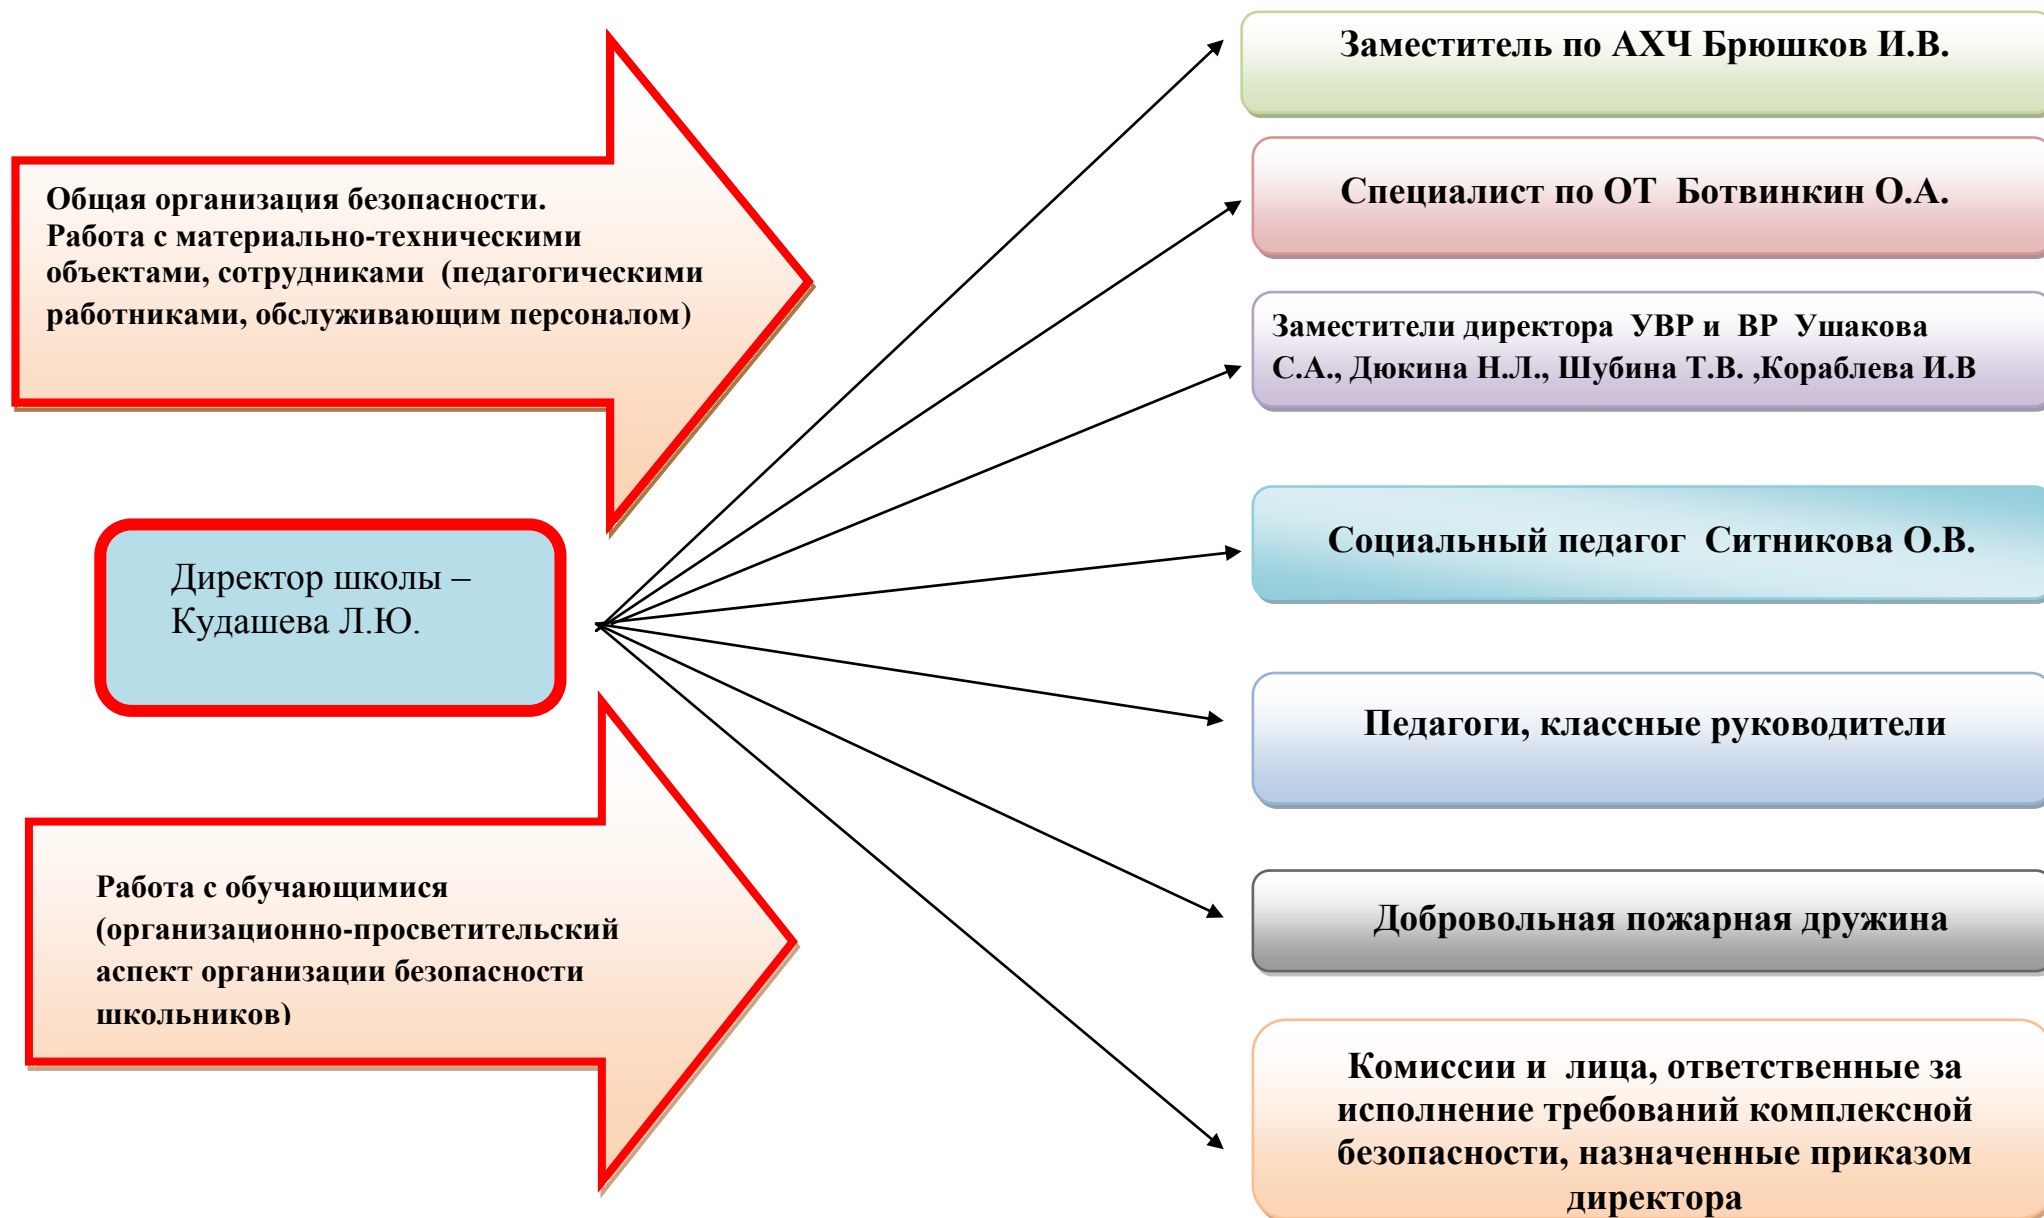 Общая организация безопасности.
Работа с материально-техническими
объектами, сотрудниками (педагогическими
работниками, обслуживающим персоналом)
Директор школы –
Кудашева Л.Ю.
Работа с обучающимися
(организационно-просветительский
аспект организации безопасности
школьников)
Заместитель по АХЧ Брюшков И.В.
Специалист по ОТ Ботвинкин О.А.
Заместители директора УВР и ВР Ушакова
С.А., Дюкина Н.Л., Шубина Т.В. ,Кораблева И.В
Социальный педагог Ситникова О.В.
Педагоги, классные руководители
Добровольная пожарная дружина
Комиссии и лица, ответственные за
исполнение требований комплексной
безопасности, назначенные приказом
директора